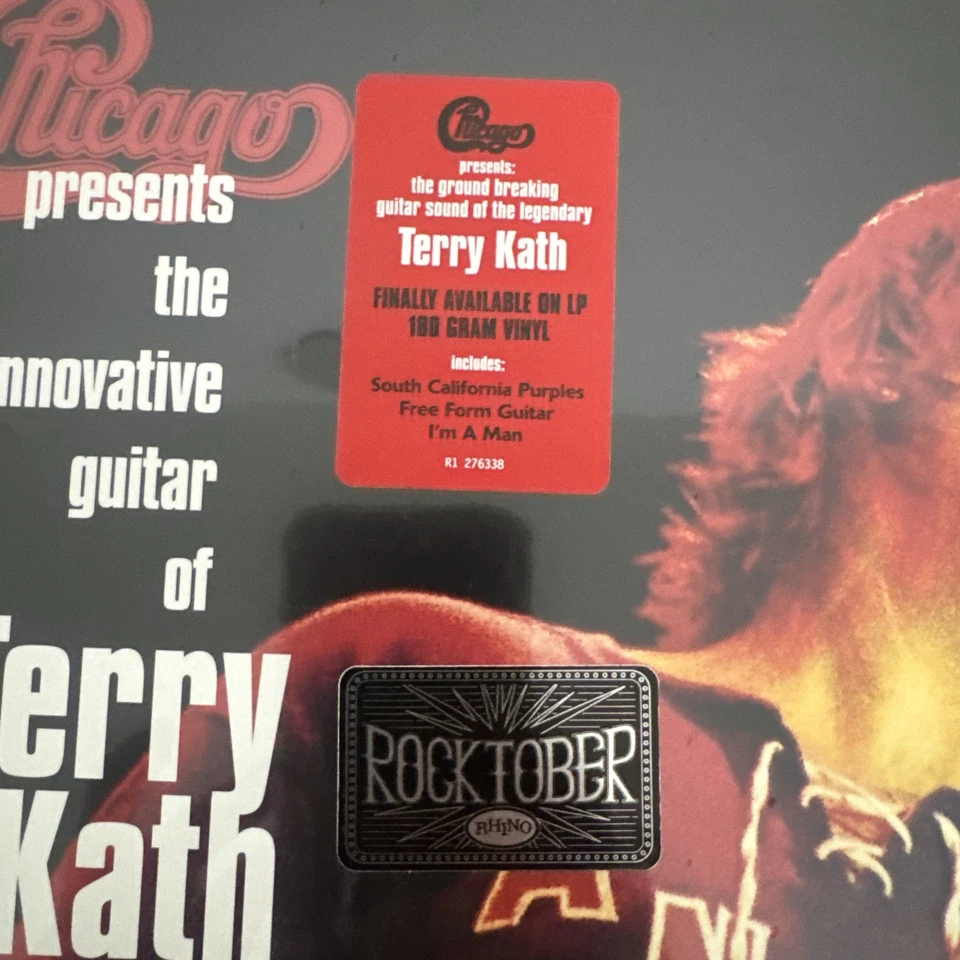 Chicago
presents
the
nnovative
guitar
of
Terry
Kath
Chicago
presents:
the ground breaking
guitar sound of the legendary
Terry Kath
FINALLY AVAILABLE ON LP
180 GRAM VINYL
includes:
South California Purples
Free Form Guitar
I'm A Man
R1 276338
ROCKTOBER
RHINO